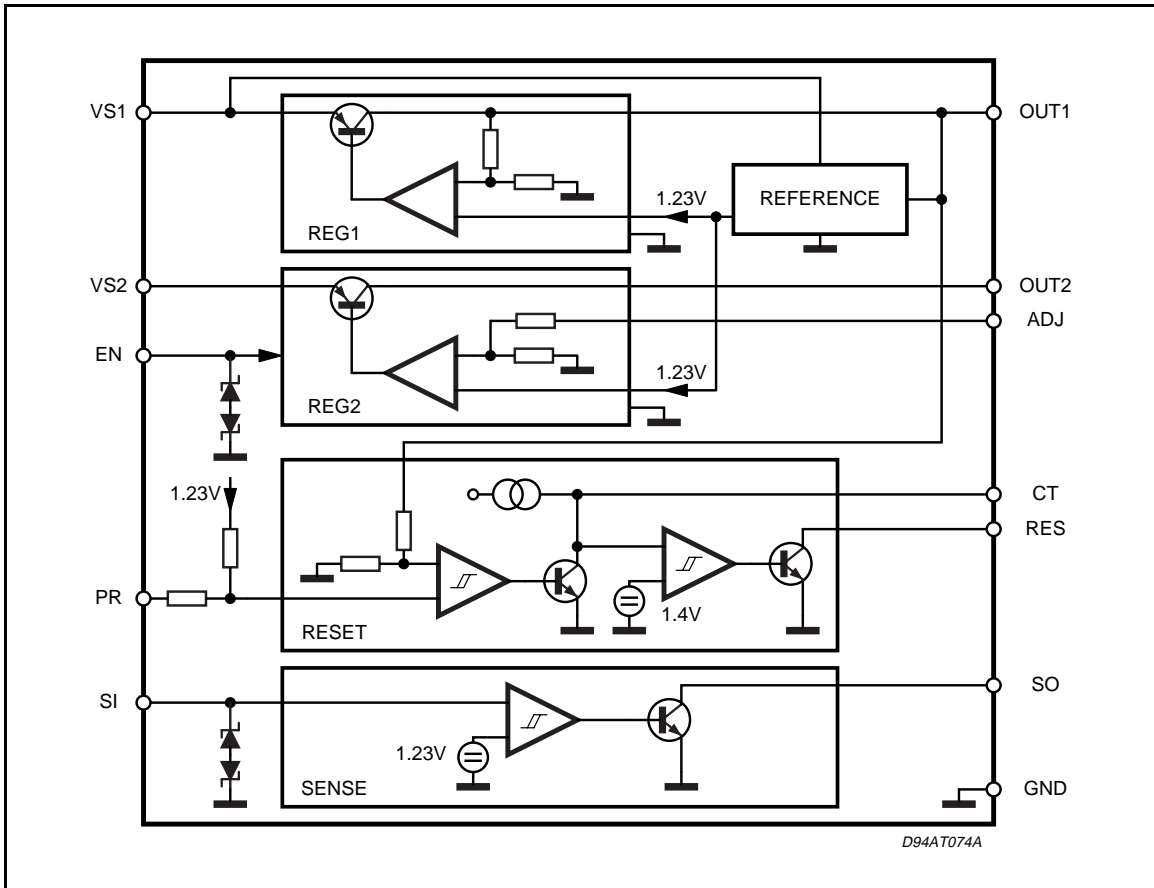 VS1
OUT1
1.23V
REFERENCE
REG1
VS2
OUT2
ADJ
EN
1.23V
REG2
1.23V
CT
RES
PR
1.4V
RESET
SI
SO
1.23V
SENSE
GND
D94AT074A